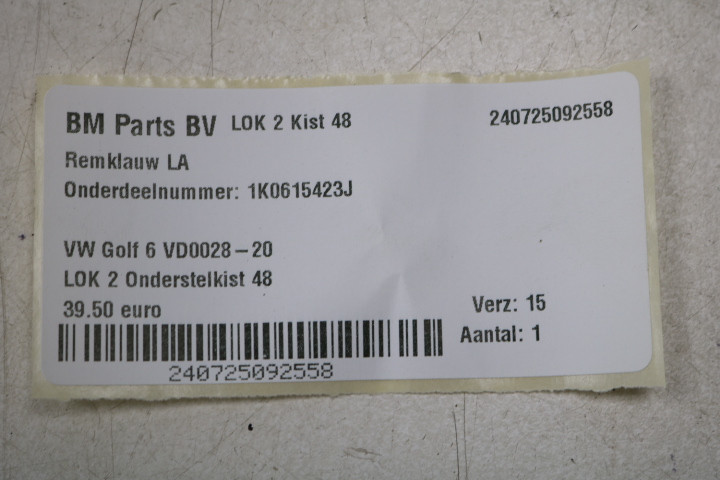 BM Parts BV LOK 2 Kist 48 240725092558
Remklauw LA
Onderdeelnummer: 1K0615423J
VW Golf 6 VD0028-20
LOK 2 Onderstelkist 48
39.50 euro
Verz: 15
Aantal: 1
240725092558